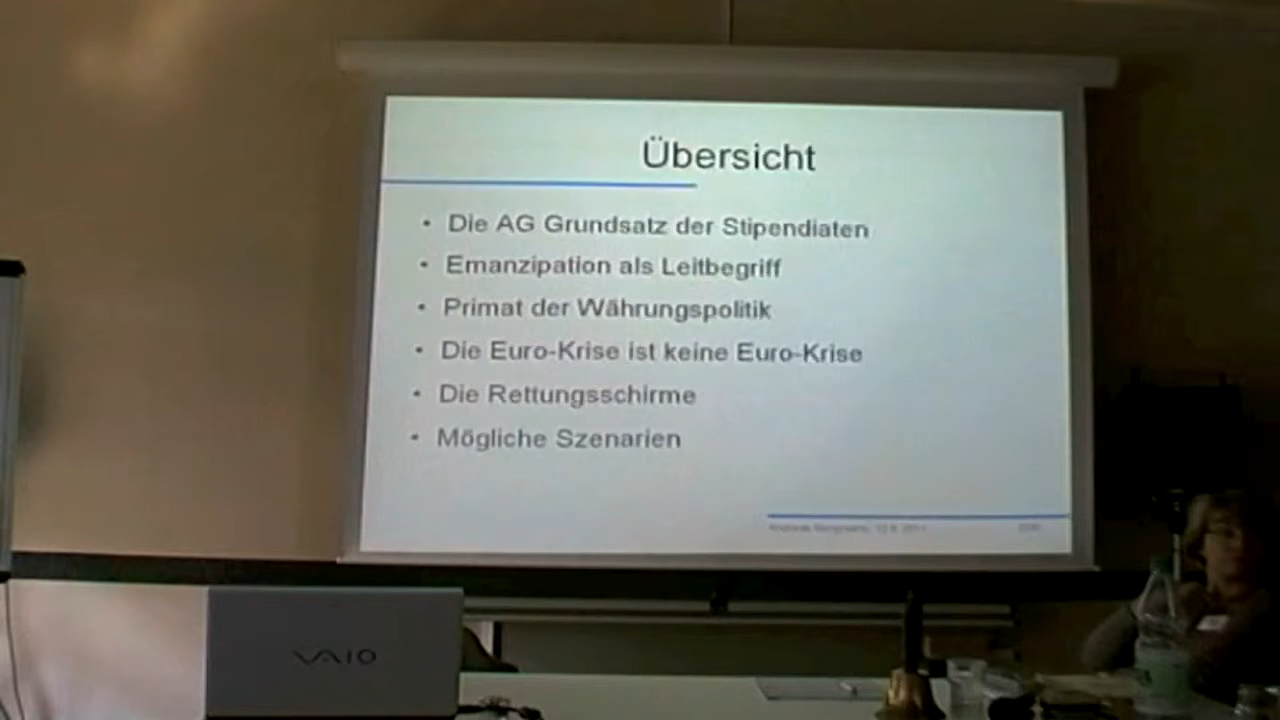 Übersicht
• Die AG Grundsatz der Stipendiaten
• Emanzipation als Leitbegriff
• Primat der Währungspolitik
• Die Euro-Krise ist keine Euro-Krise
• Die Rettungsschirme
• Mögliche Szenarien
VAIO